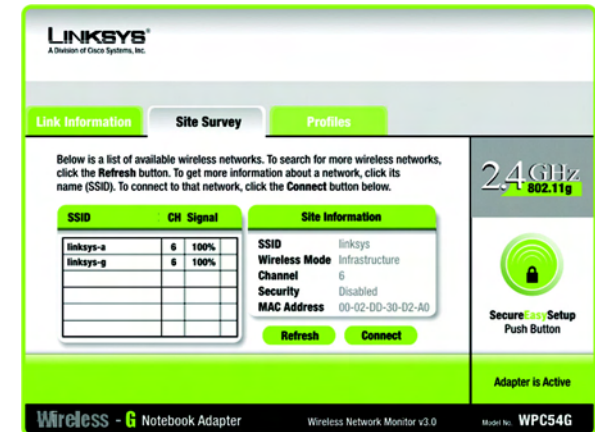 LINKSYS®
A Division of Cisco Systems, Inc.
Link Information
Site Survey
Profiles
Below is a list of available wireless networks. To search for more wireless networks,
click the Refresh button. To get more information about a network, click its
name (SSID). To connect to that network, click the Connect button below.
SSID CH Signal
linksys-a 6 100%
linksys-g 6 100%
Site Information
SSID linksys
Wireless Mode Infrastructure
Channel 6
Security Disabled
MAC Address 00-02-DD-30-D2-A0
Refresh Connect
2.4GHz
802.11g
SecureEasySetup
Push Button
Adapter is Active
Wireless - G Notebook Adapter
Wireless Network Monitor v3.0
Model No. WPC54G